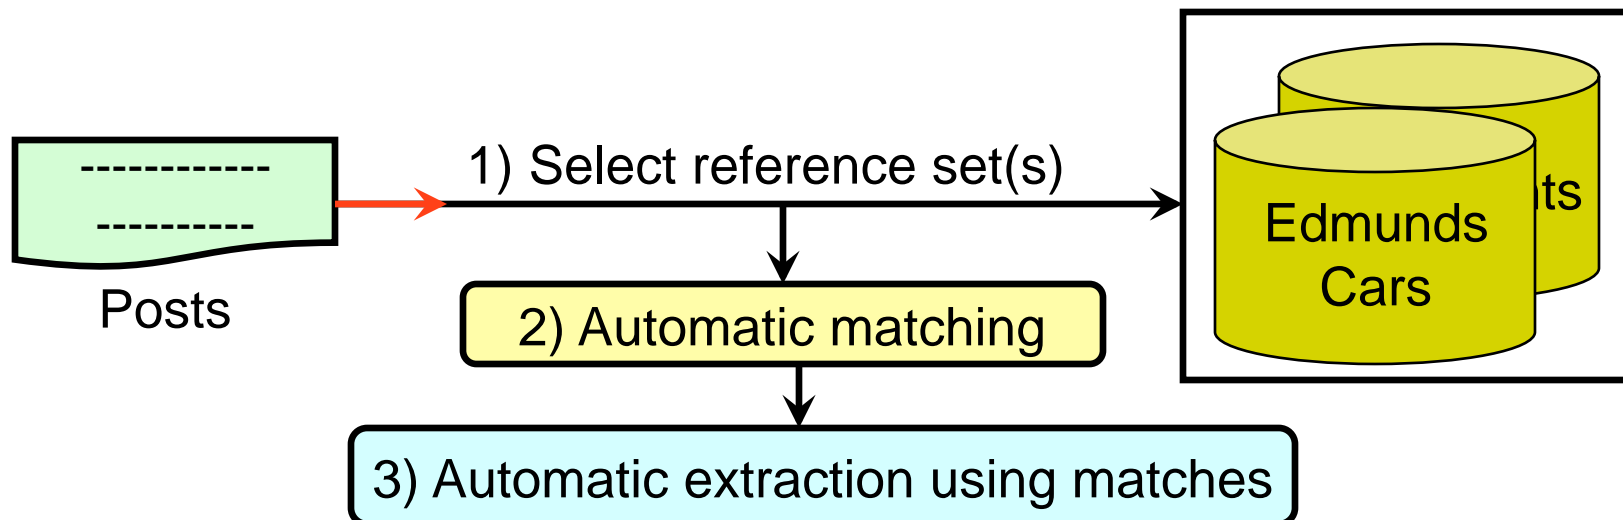 ------------
----------
Posts
1) Select reference set(s)
2) Automatic matching
3) Automatic extraction using matches
Edmunds
Cars